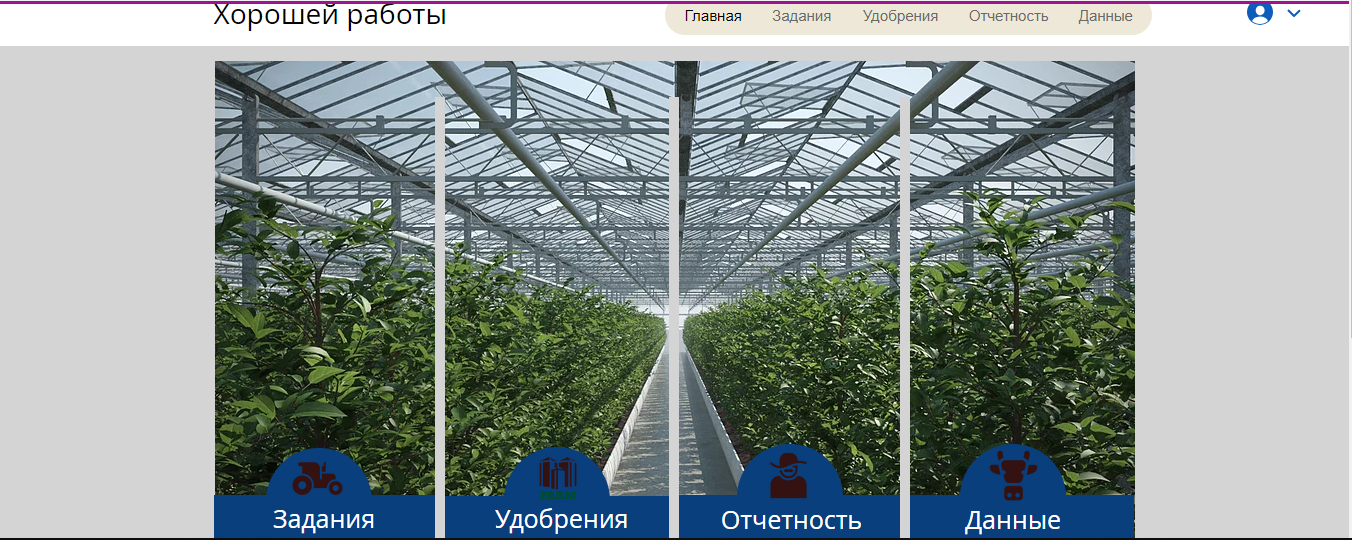 Хорошей работы
Главная Задания Удобрения Отчетность Данные
Задания Удобрения Отчетность Данные